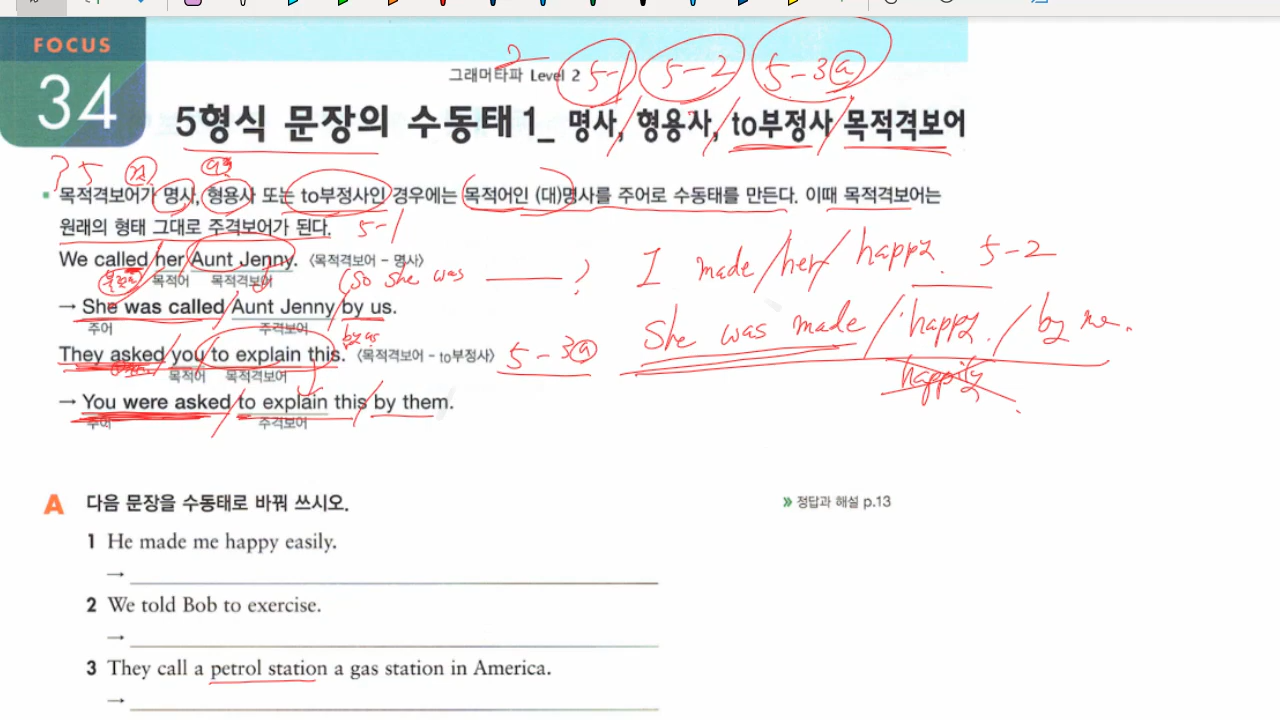 FOCUS
34
그래머타파 Level 2
2 5-1 5-2 5-3ⓐ
5형식 문장의 수동태 1_ 명사, 형용사, to부정사 목적격보어
▪ 목적격보어가 명사, 형용사 또는 to부정사인 경우에는 목적어인 (대)명사를 주어로 수동태를 만든다. 이때 목적격보어는
원래의 형태 그대로 주격보어가 된다. 5-1
We called her Aunt Jenny. 〈목적격보어 – 명사〉
목적어 목적격보어
(So she was ______ ?
I made / her / happy. 5-2
→ She was called Aunt Jenny by us.
주어 주격보어
She was made / happy. / by me.
happily
They asked you to explain this. 〈목적격보어 – to부정사〉 5-3ⓐ
목적어 목적격보어
→ You were asked to explain this by them.
주어 주격보어
A 다음 문장을 수동태로 바꿔 쓰시오.
» 정답과 해설 p.13
1 He made me happy easily.
→
2 We told Bob to exercise.
→
3 They call a petrol station a gas station in America.
→